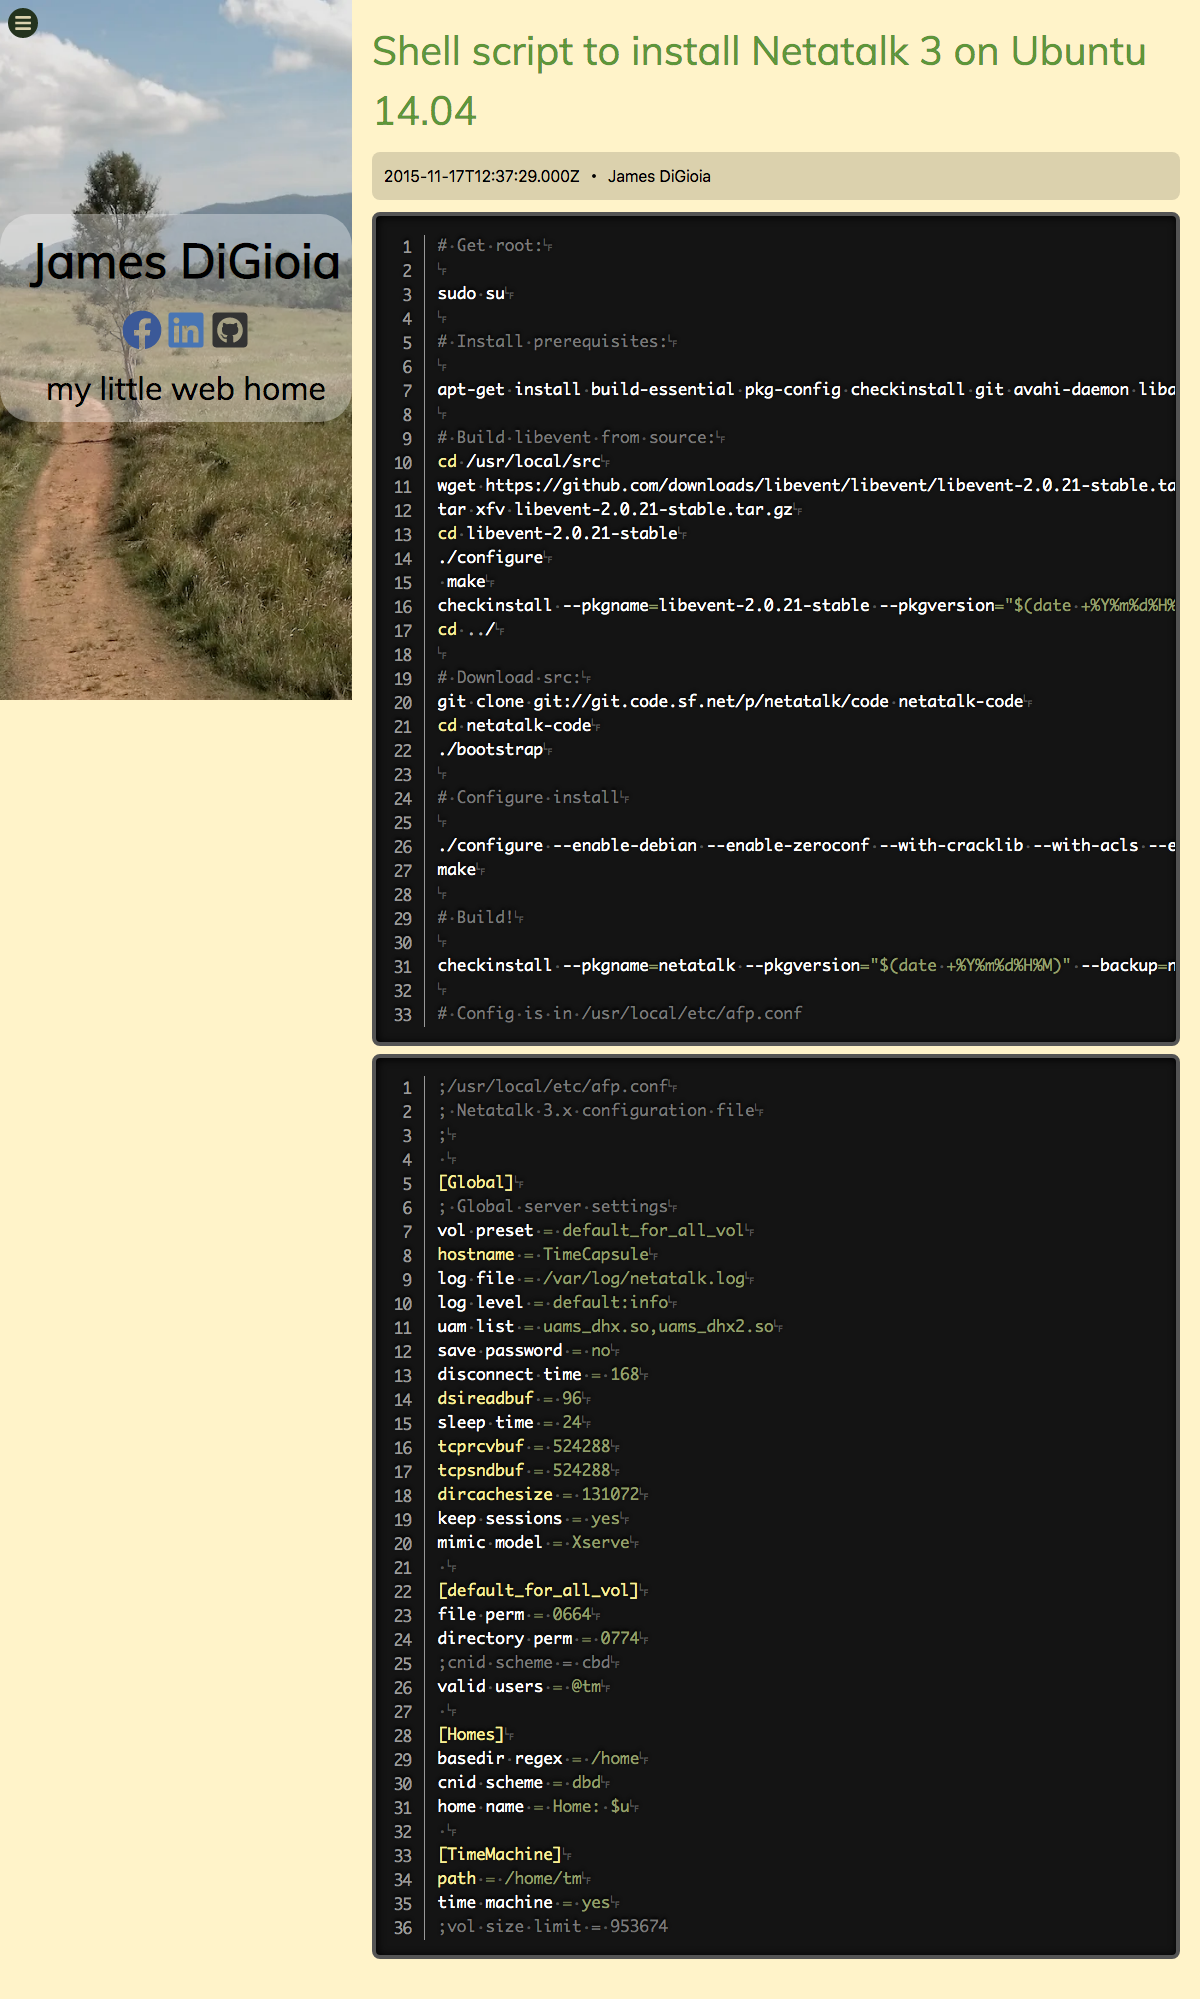 James DiGioia
my little web home
Shell script to install Netatalk 3 on Ubuntu
14.04
2015-11-17T12:37:29.000Z • James DiGioia
1 # Get root:
2
3 sudo su
4
5 # Install prerequisites:
6
7 apt-get install build-essential pkg-config checkinstall git avahi-daemon liba
8
9 # Build libevent from source:
10 cd /usr/local/src
11 wget https://github.com/downloads/libevent/libevent/libevent-2.0.21-stable.ta
12 tar xfv libevent-2.0.21-stable.tar.gz
13 cd libevent-2.0.21-stable
14 ./configure
15  make
16 checkinstall --pkgname=libevent-2.0.21-stable --pkgversion="$(date +%Y%m%d%H%
17 cd ../
18
19 # Download src:
20 git clone git://git.code.sf.net/p/netatalk/code netatalk-code
21 cd netatalk-code
22 ./bootstrap
23
24 # Configure install
25
26 ./configure --enable-debian --enable-zeroconf --with-cracklib --with-acls --e
27 make
28
29 # Build!
30
31 checkinstall --pkgname=netatalk --pkgversion="$(date +%Y%m%d%H%M)" --backup=n
32
33 # Config is in /usr/local/etc/afp.conf
1 ;/usr/local/etc/afp.conf
2 ; Netatalk 3.x configuration file
3 ;
4
5 [Global]
6 ; Global server settings
7 vol preset = default_for_all_vol
8 hostname = TimeCapsule
9 log file = /var/log/netatalk.log
10 log level = default:info
11 uam list = uams_dhx.so,uams_dhx2.so
12 save password = no
13 disconnect time = 168
14 dsireadbuf = 96
15 sleep time = 24
16 tcprcvbuf = 524288
17 tcpsndbuf = 524288
18 dircachesize = 131072
19 keep sessions = yes
20 mimic model = Xserve
21
22 [default_for_all_vol]
23 file perm = 0664
24 directory perm = 0774
25 ;cnid scheme = cbd
26 valid users = @tm
27
28 [Homes]
29 basedir regex = /home
30 cnid scheme = dbd
31 home name = Home: $u
32
33 [TimeMachine]
34 path = /home/tm
35 time machine = yes
36 ;vol size limit = 953674